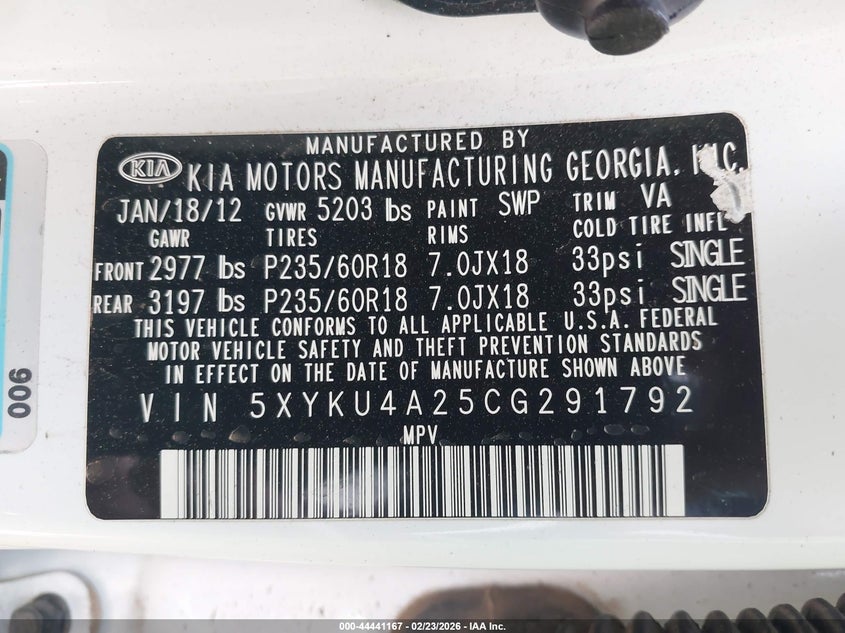 MANUFACTURED BY
KIA KIA MOTORS MANUFACTURING GEORGIA, INC.
JAN/18/12 GVWR 5203 lbs PAINT SWP TRIM VA
GAWR TIRES RIMS COLD TIRE INFL
FRONT 2977 lbs P235/60R18 7.0JX18 33psi SINGLE
REAR 3197 lbs P235/60R18 7.0JX18 33psi SINGLE
THIS VEHICLE CONFORMS TO ALL APPLICABLE U.S.A. FEDERAL
MOTOR VEHICLE SAFETY AND THEFT PREVENTION STANDARDS
IN EFFECT ON THE DATE OF MANUFACTURE SHOWN ABOVE
VIN 5XYKU4A25CG291792
MPV
006
000-44441167 - 02/23/2026 - IAA Inc.